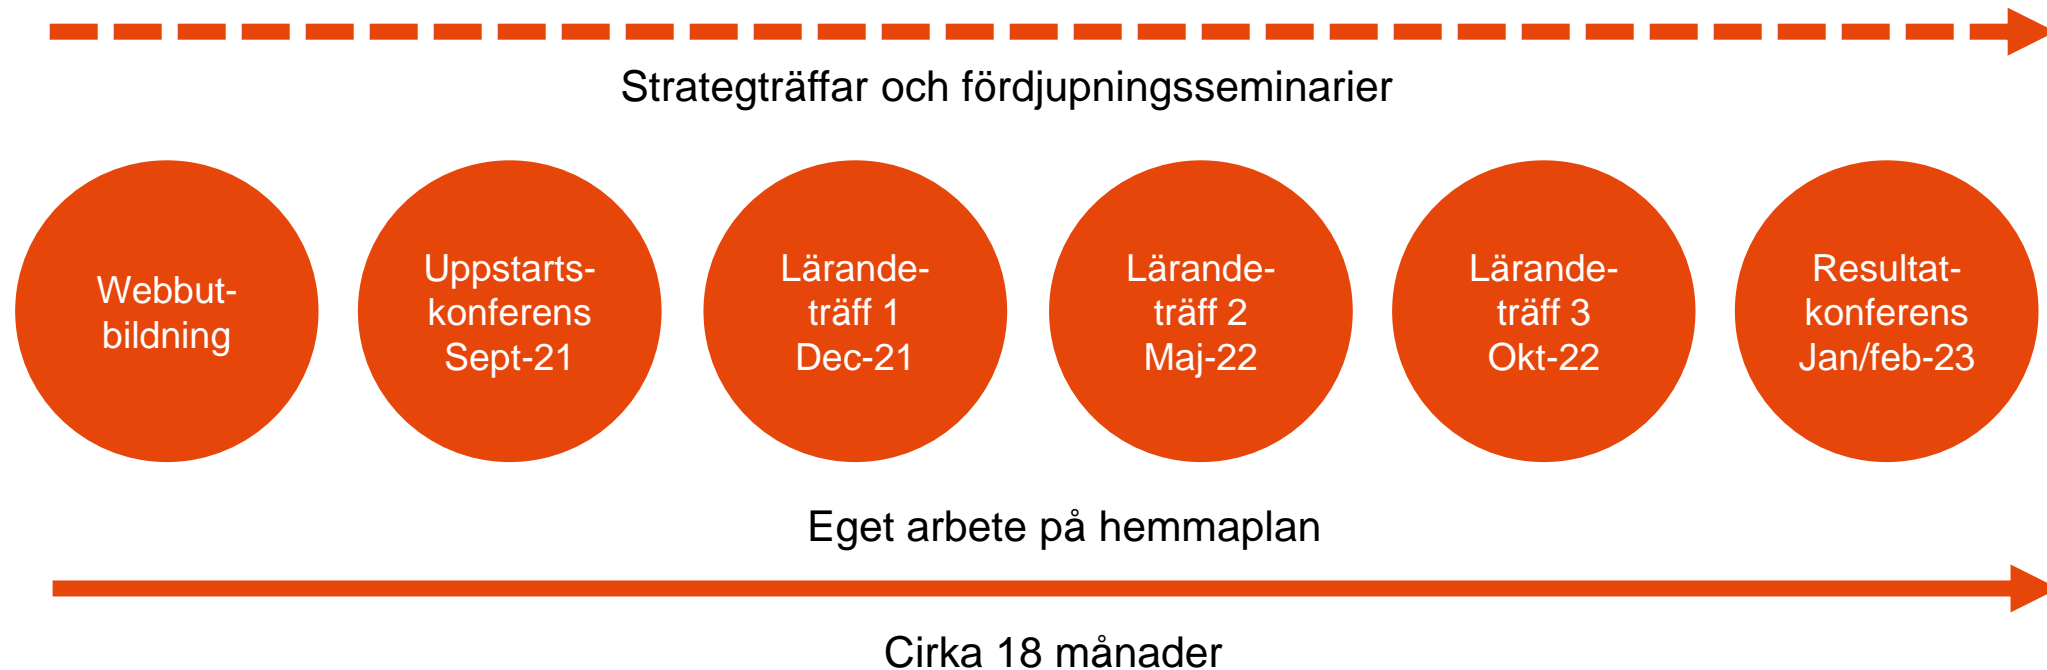 Strategträffar och fördjupningsseminarier
Webbut-
bildning
Uppstarts-
konferens
Sept-21
Lärande-
träff 1
Dec-21
Lärande-
träff 2
Maj-22
Lärande-
träff 3
Okt-22
Resultat-
konferens
Jan/feb-23
Eget arbete på hemmaplan
Cirka 18 månader